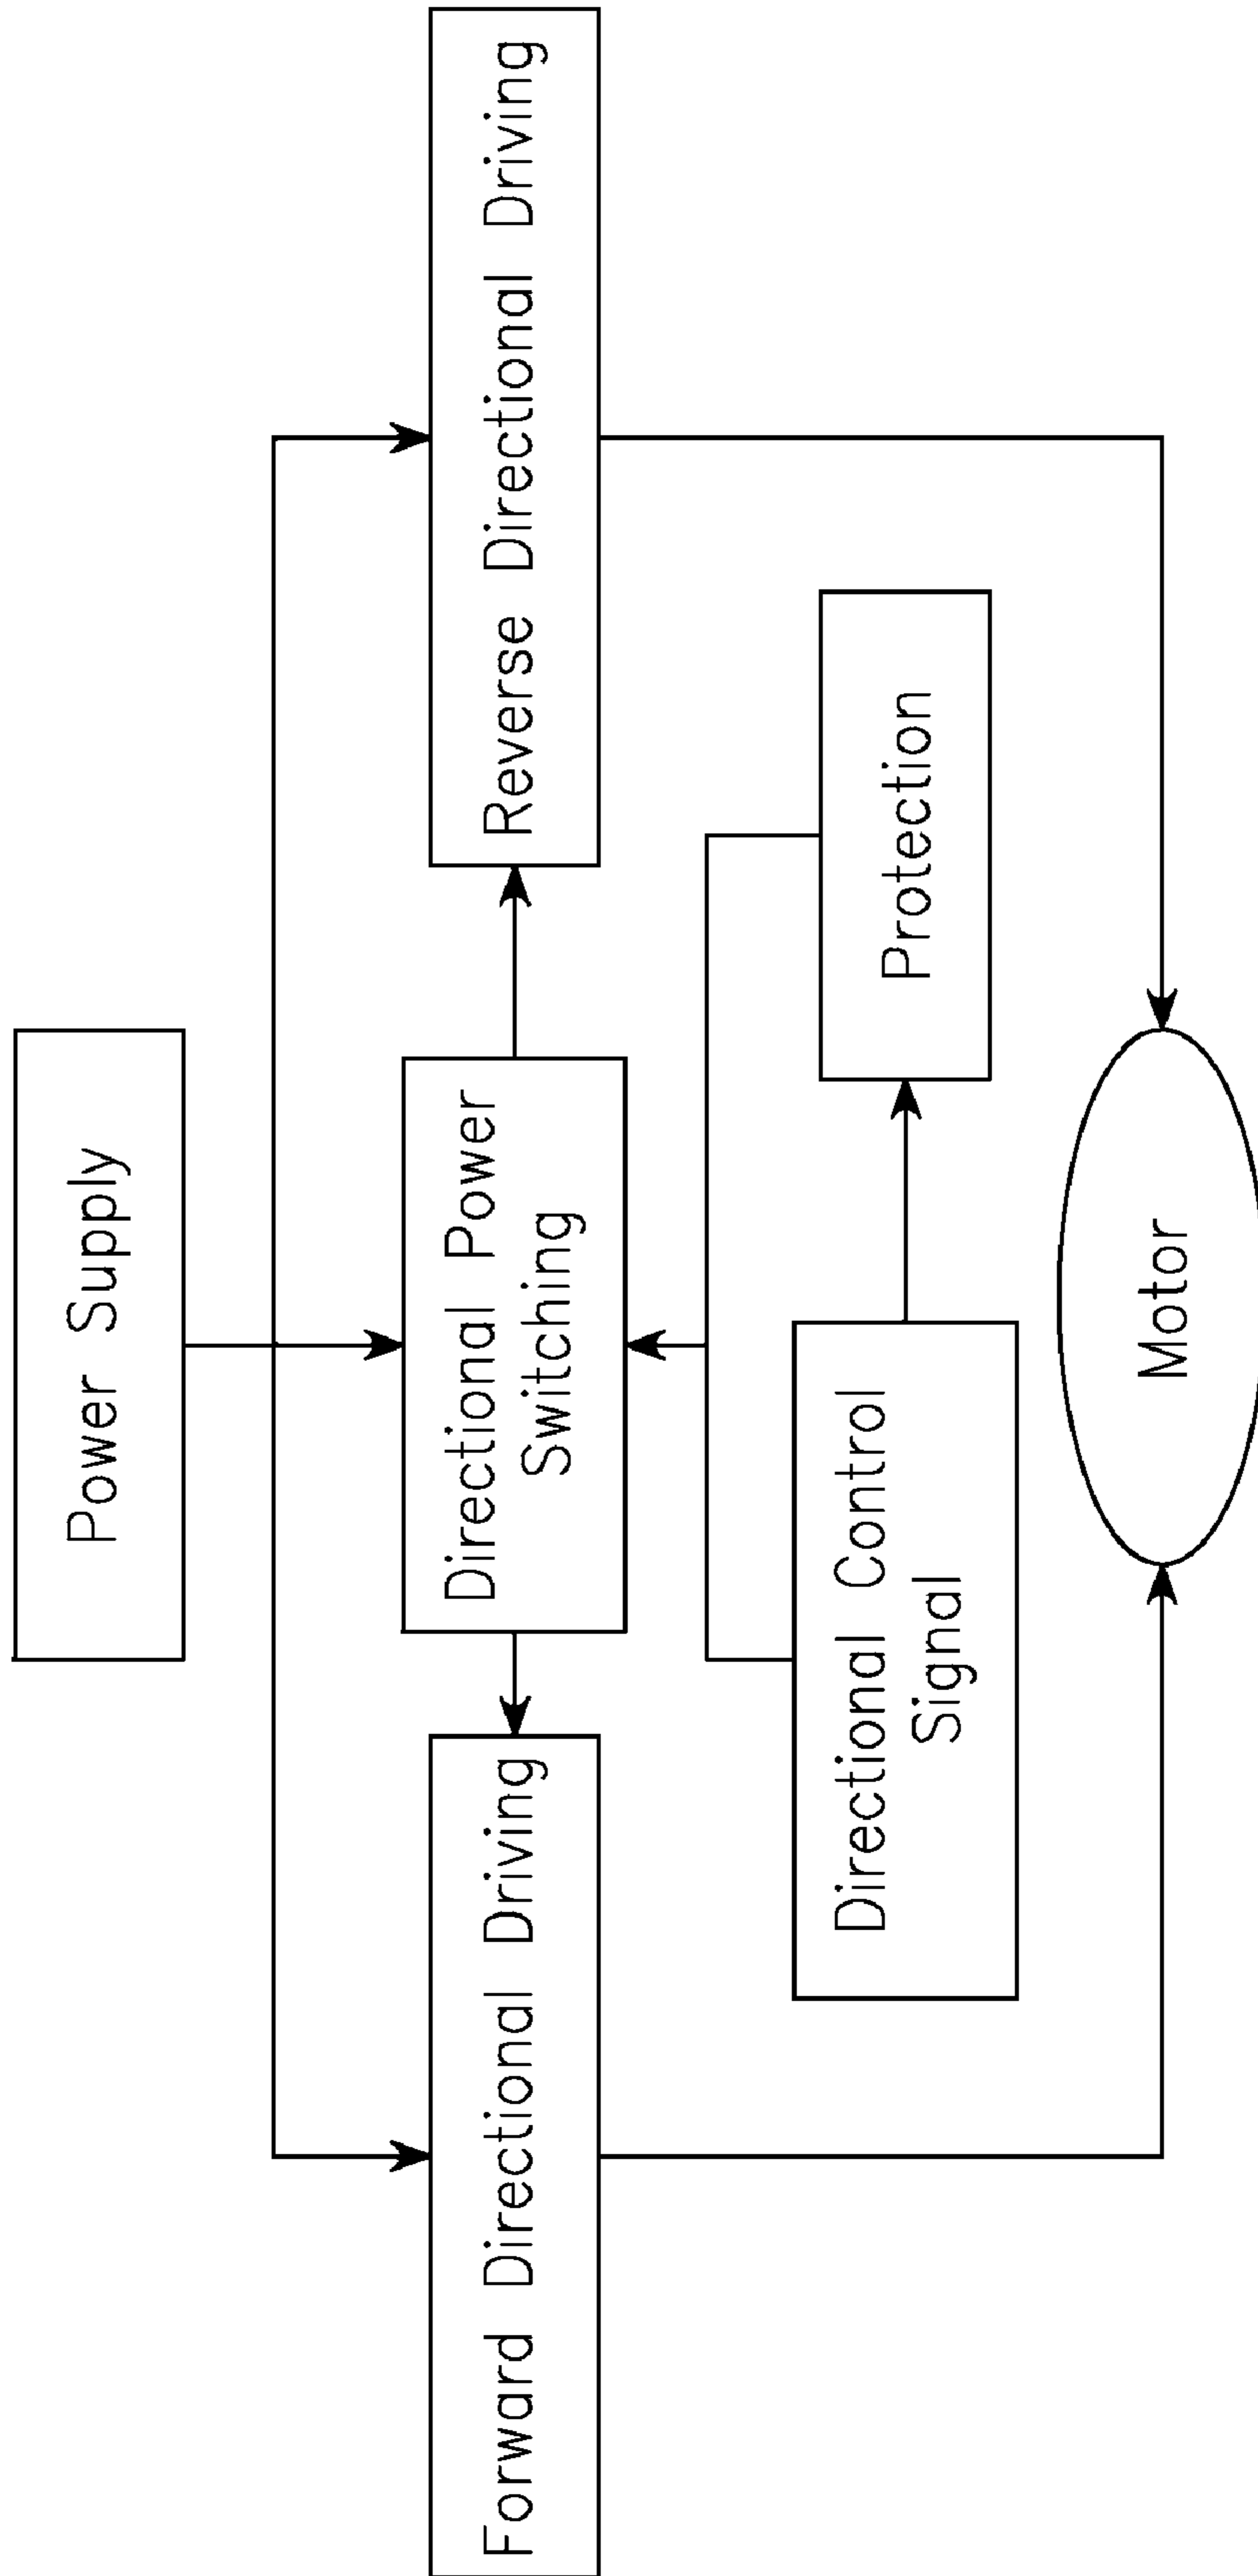 Power Supply
Forward Directional Driving
Directional Power
Switching
Reverse Directional Driving
Directional Control
Signal
Protection
Motor